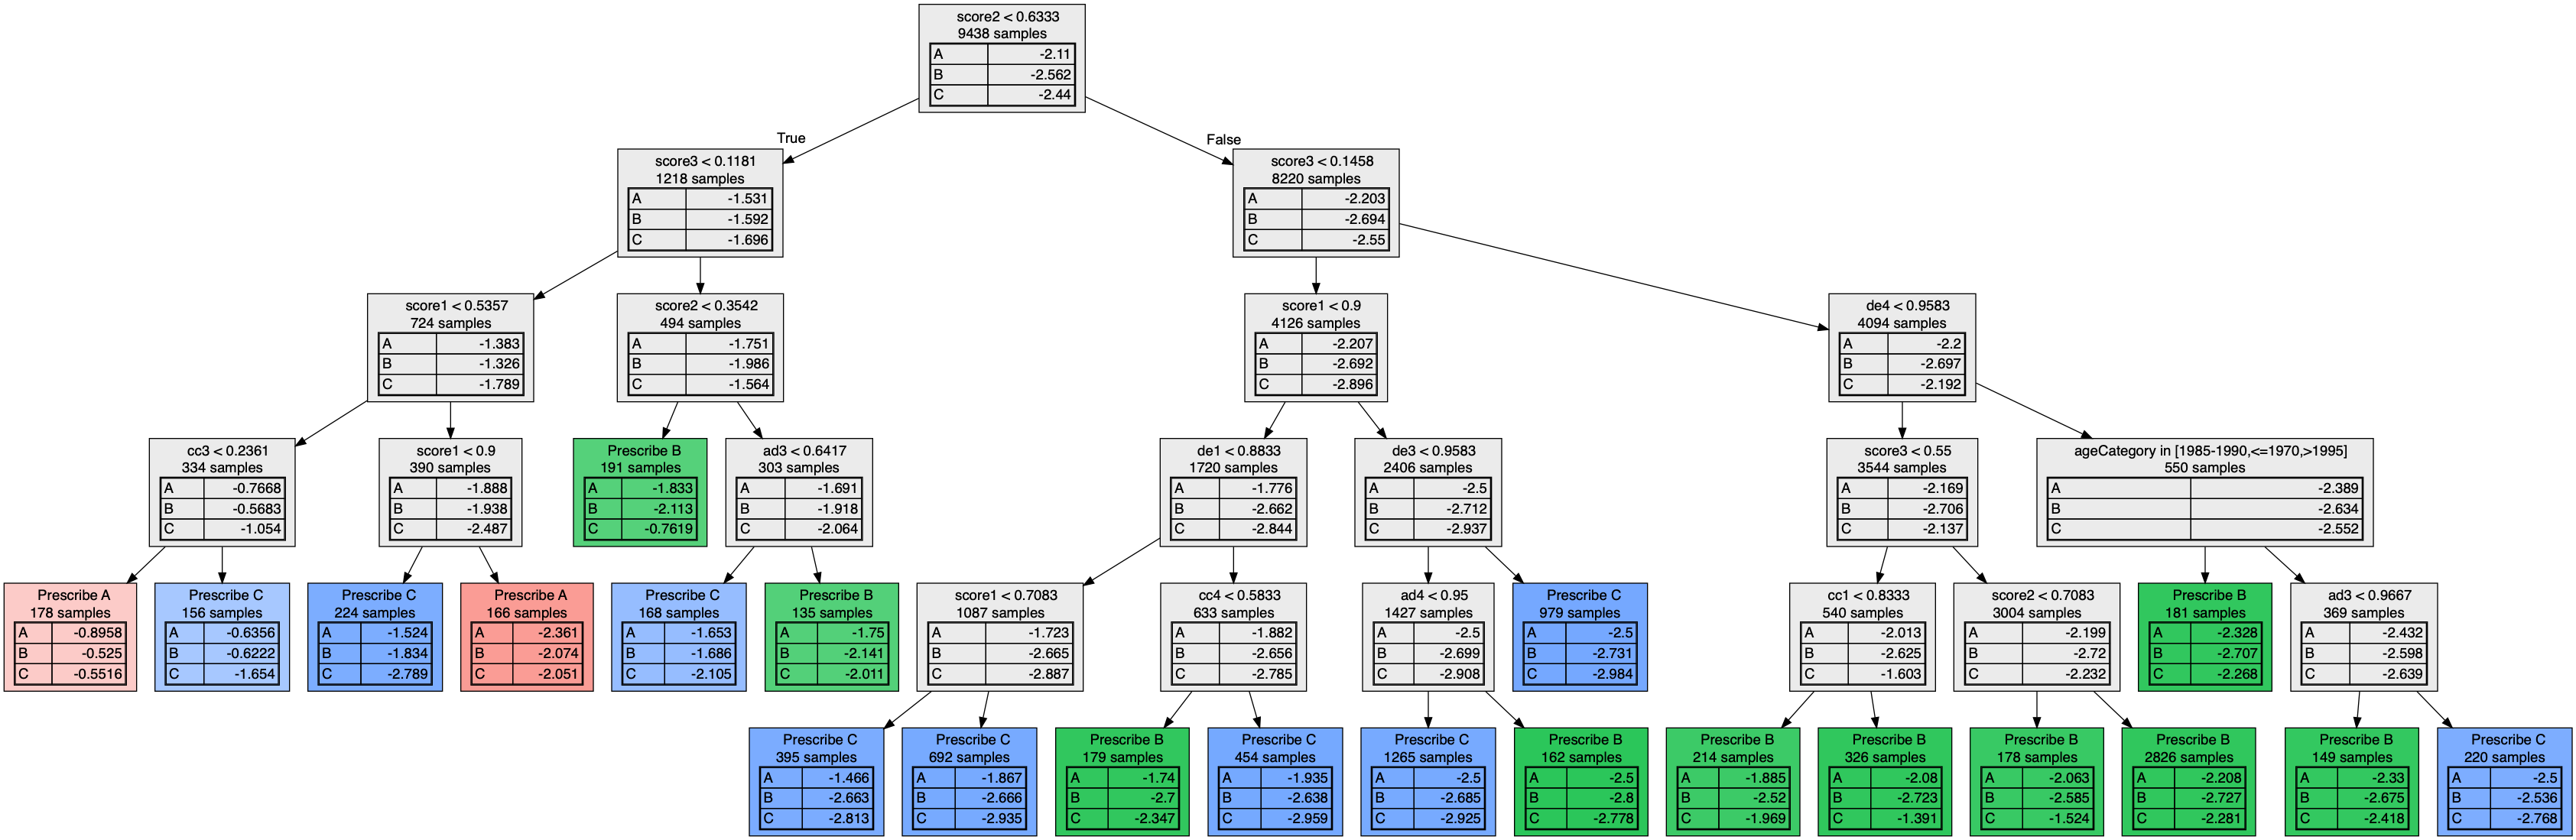 score2 < 0.6333
9438 samples
A -2.11
B -2.562
C -2.44
True
False
score3 < 0.1181
1218 samples
A -1.531
B -1.592
C -1.696
score3 < 0.1458
8220 samples
A -2.203
B -2.694
C -2.55
score1 < 0.5357
724 samples
A -1.383
B -1.326
C -1.789
score2 < 0.3542
494 samples
A -1.751
B -1.986
C -1.564
score1 < 0.9
4126 samples
A -2.207
B -2.692
C -2.896
de4 < 0.9583
4094 samples
A -2.2
B -2.697
C -2.192
cc3 < 0.2361
334 samples
A -0.7668
B -0.5683
C -1.054
score1 < 0.9
390 samples
A -1.888
B -1.938
C -2.487
Prescribe B
191 samples
A -1.833
B -2.113
C -0.7619
ad3 < 0.6417
303 samples
A -1.691
B -1.918
C -2.064
de1 < 0.8833
1720 samples
A -1.776
B -2.662
C -2.844
de3 < 0.9583
2406 samples
A -2.5
B -2.712
C -2.937
score3 < 0.55
3544 samples
A -2.169
B -2.706
C -2.137
ageCategory in [1985-1990,<=1970,>1995]
550 samples
A -2.389
B -2.634
C -2.552
Prescribe A
178 samples
A -0.8958
B -0.525
C -0.5516
Prescribe C
156 samples
A -0.6356
B -0.6222
C -1.654
Prescribe C
224 samples
A -1.524
B -1.834
C -2.789
Prescribe A
166 samples
A -2.361
B -2.074
C -2.051
Prescribe C
168 samples
A -1.653
B -1.686
C -2.105
Prescribe B
135 samples
A -1.75
B -2.141
C -2.011
score1 < 0.7083
1087 samples
A -1.723
B -2.665
C -2.887
cc4 < 0.5833
633 samples
A -1.882
B -2.656
C -2.785
ad4 < 0.95
1427 samples
A -2.5
B -2.699
C -2.908
Prescribe C
979 samples
A -2.5
B -2.731
C -2.984
cc1 < 0.8333
540 samples
A -2.013
B -2.625
C -1.603
score2 < 0.7083
3004 samples
A -2.199
B -2.72
C -2.232
Prescribe B
181 samples
A -2.328
B -2.707
C -2.268
ad3 < 0.9667
369 samples
A -2.432
B -2.598
C -2.639
Prescribe C
395 samples
A -1.466
B -2.663
C -2.813
Prescribe C
692 samples
A -1.867
B -2.666
C -2.935
Prescribe B
179 samples
A -1.74
B -2.7
C -2.347
Prescribe C
454 samples
A -1.935
B -2.638
C -2.959
Prescribe C
1265 samples
A -2.5
B -2.685
C -2.925
Prescribe B
162 samples
A -2.5
B -2.8
C -2.778
Prescribe B
214 samples
A -1.885
B -2.52
C -1.969
Prescribe B
326 samples
A -2.08
B -2.723
C -1.391
Prescribe B
178 samples
A -2.063
B -2.585
C -1.524
Prescribe B
2826 samples
A -2.208
B -2.727
C -2.281
Prescribe B
149 samples
A -2.33
B -2.675
C -2.418
Prescribe C
220 samples
A -2.5
B -2.536
C -2.768